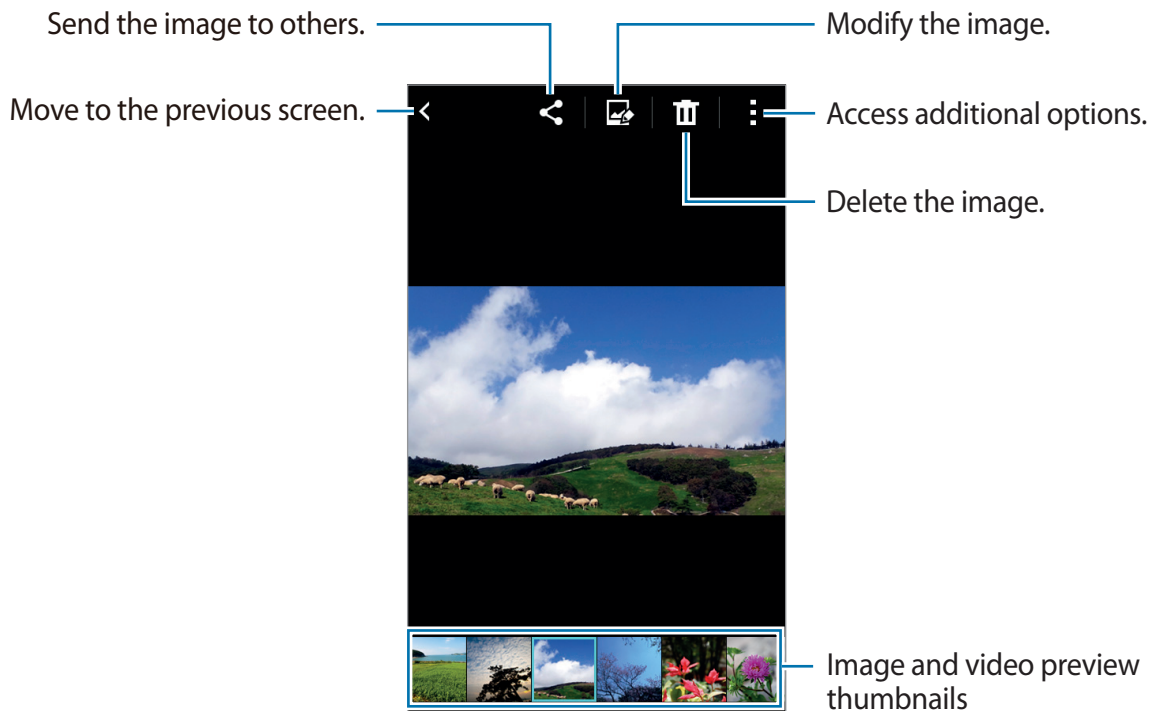 Send the image to others.
Modify the image.
Move to the previous screen.
Access additional options.
Delete the image.
Image and video preview
thumbnails